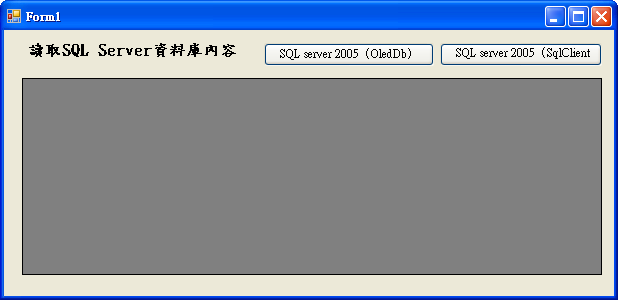 Form1
讀取SQL Server資料庫內容
SQL server 2005（OledDb）
SQL server 2005（SqlClient